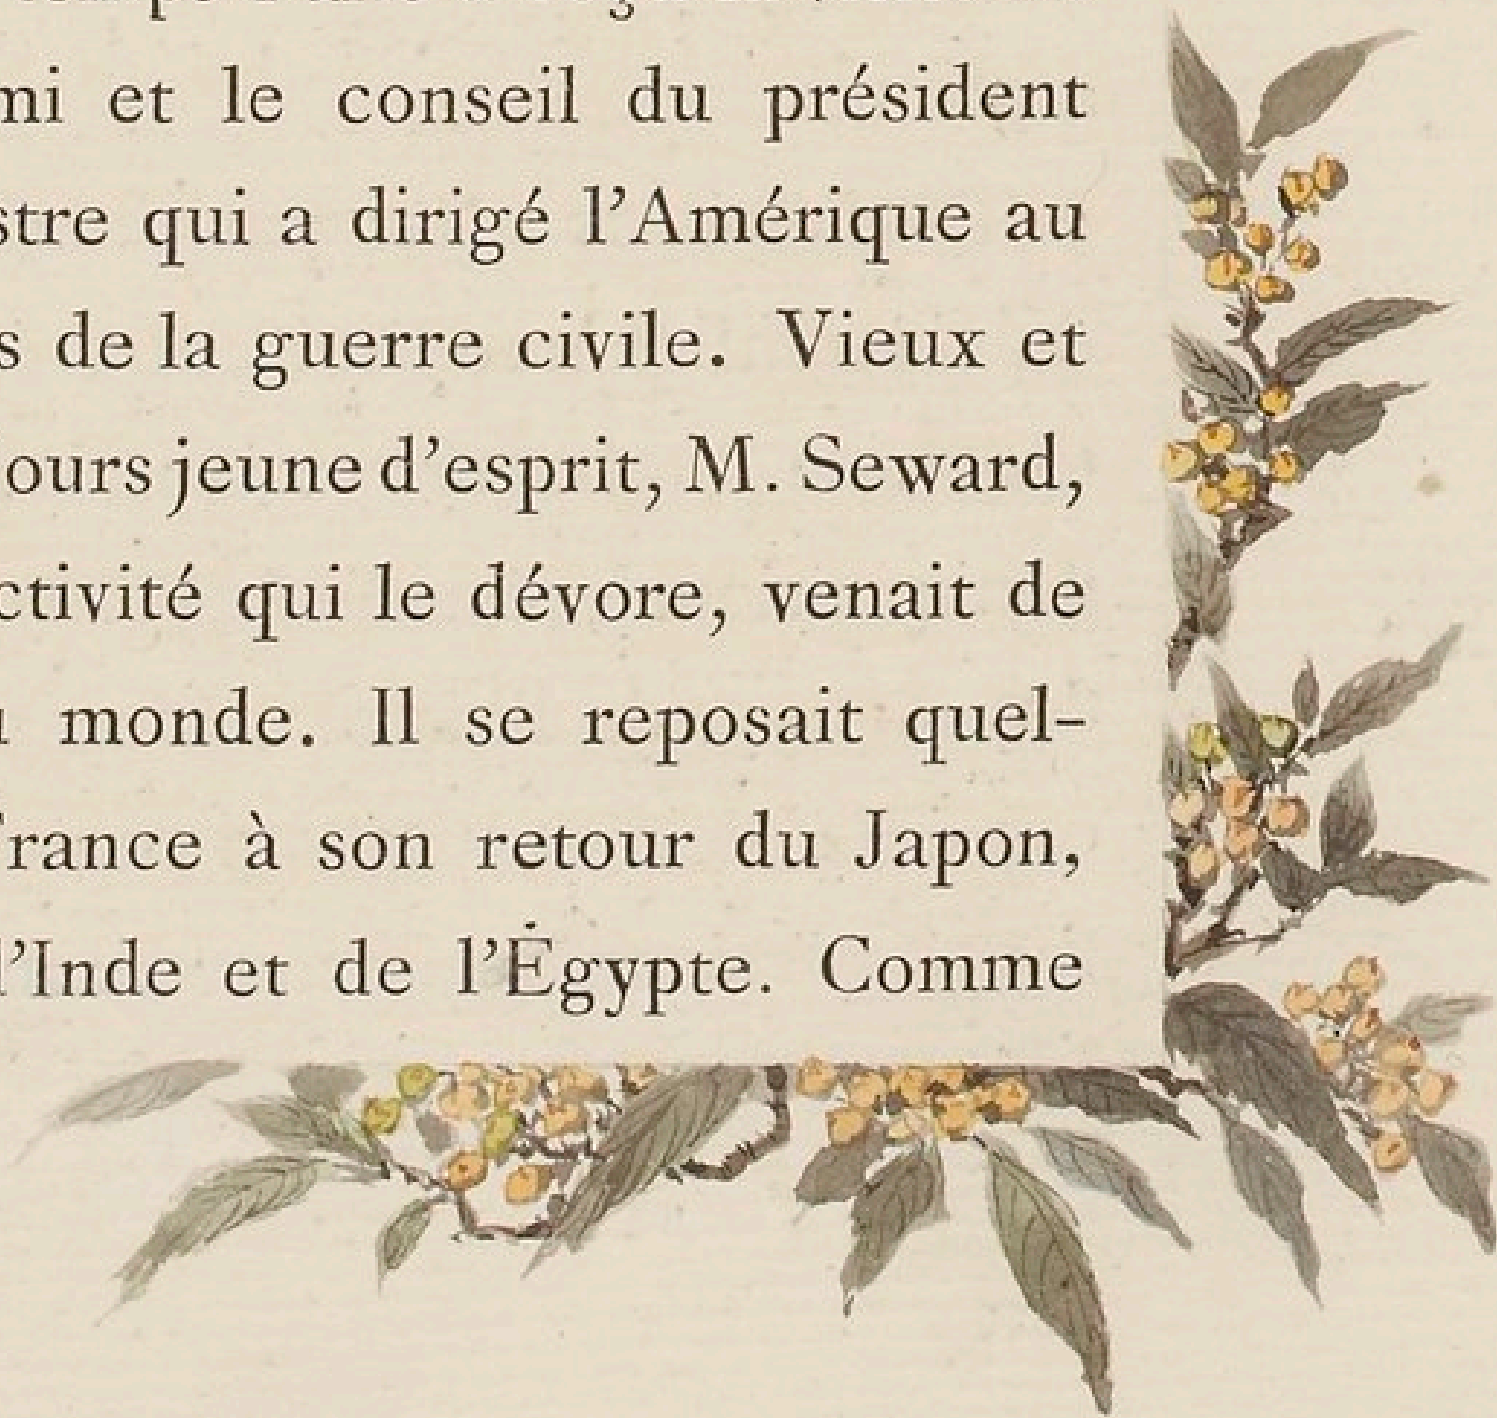 mi et le conseil du président
stre qui a dirigé l’Amérique au
s de la guerre civile. Vieux et
ours jeune d’esprit, M. Seward,
ctivité qui le dévore, venait de
monde. Il se reposait quel-
rance à son retour du Japon,
l’Inde et de l’Égypte. Comme